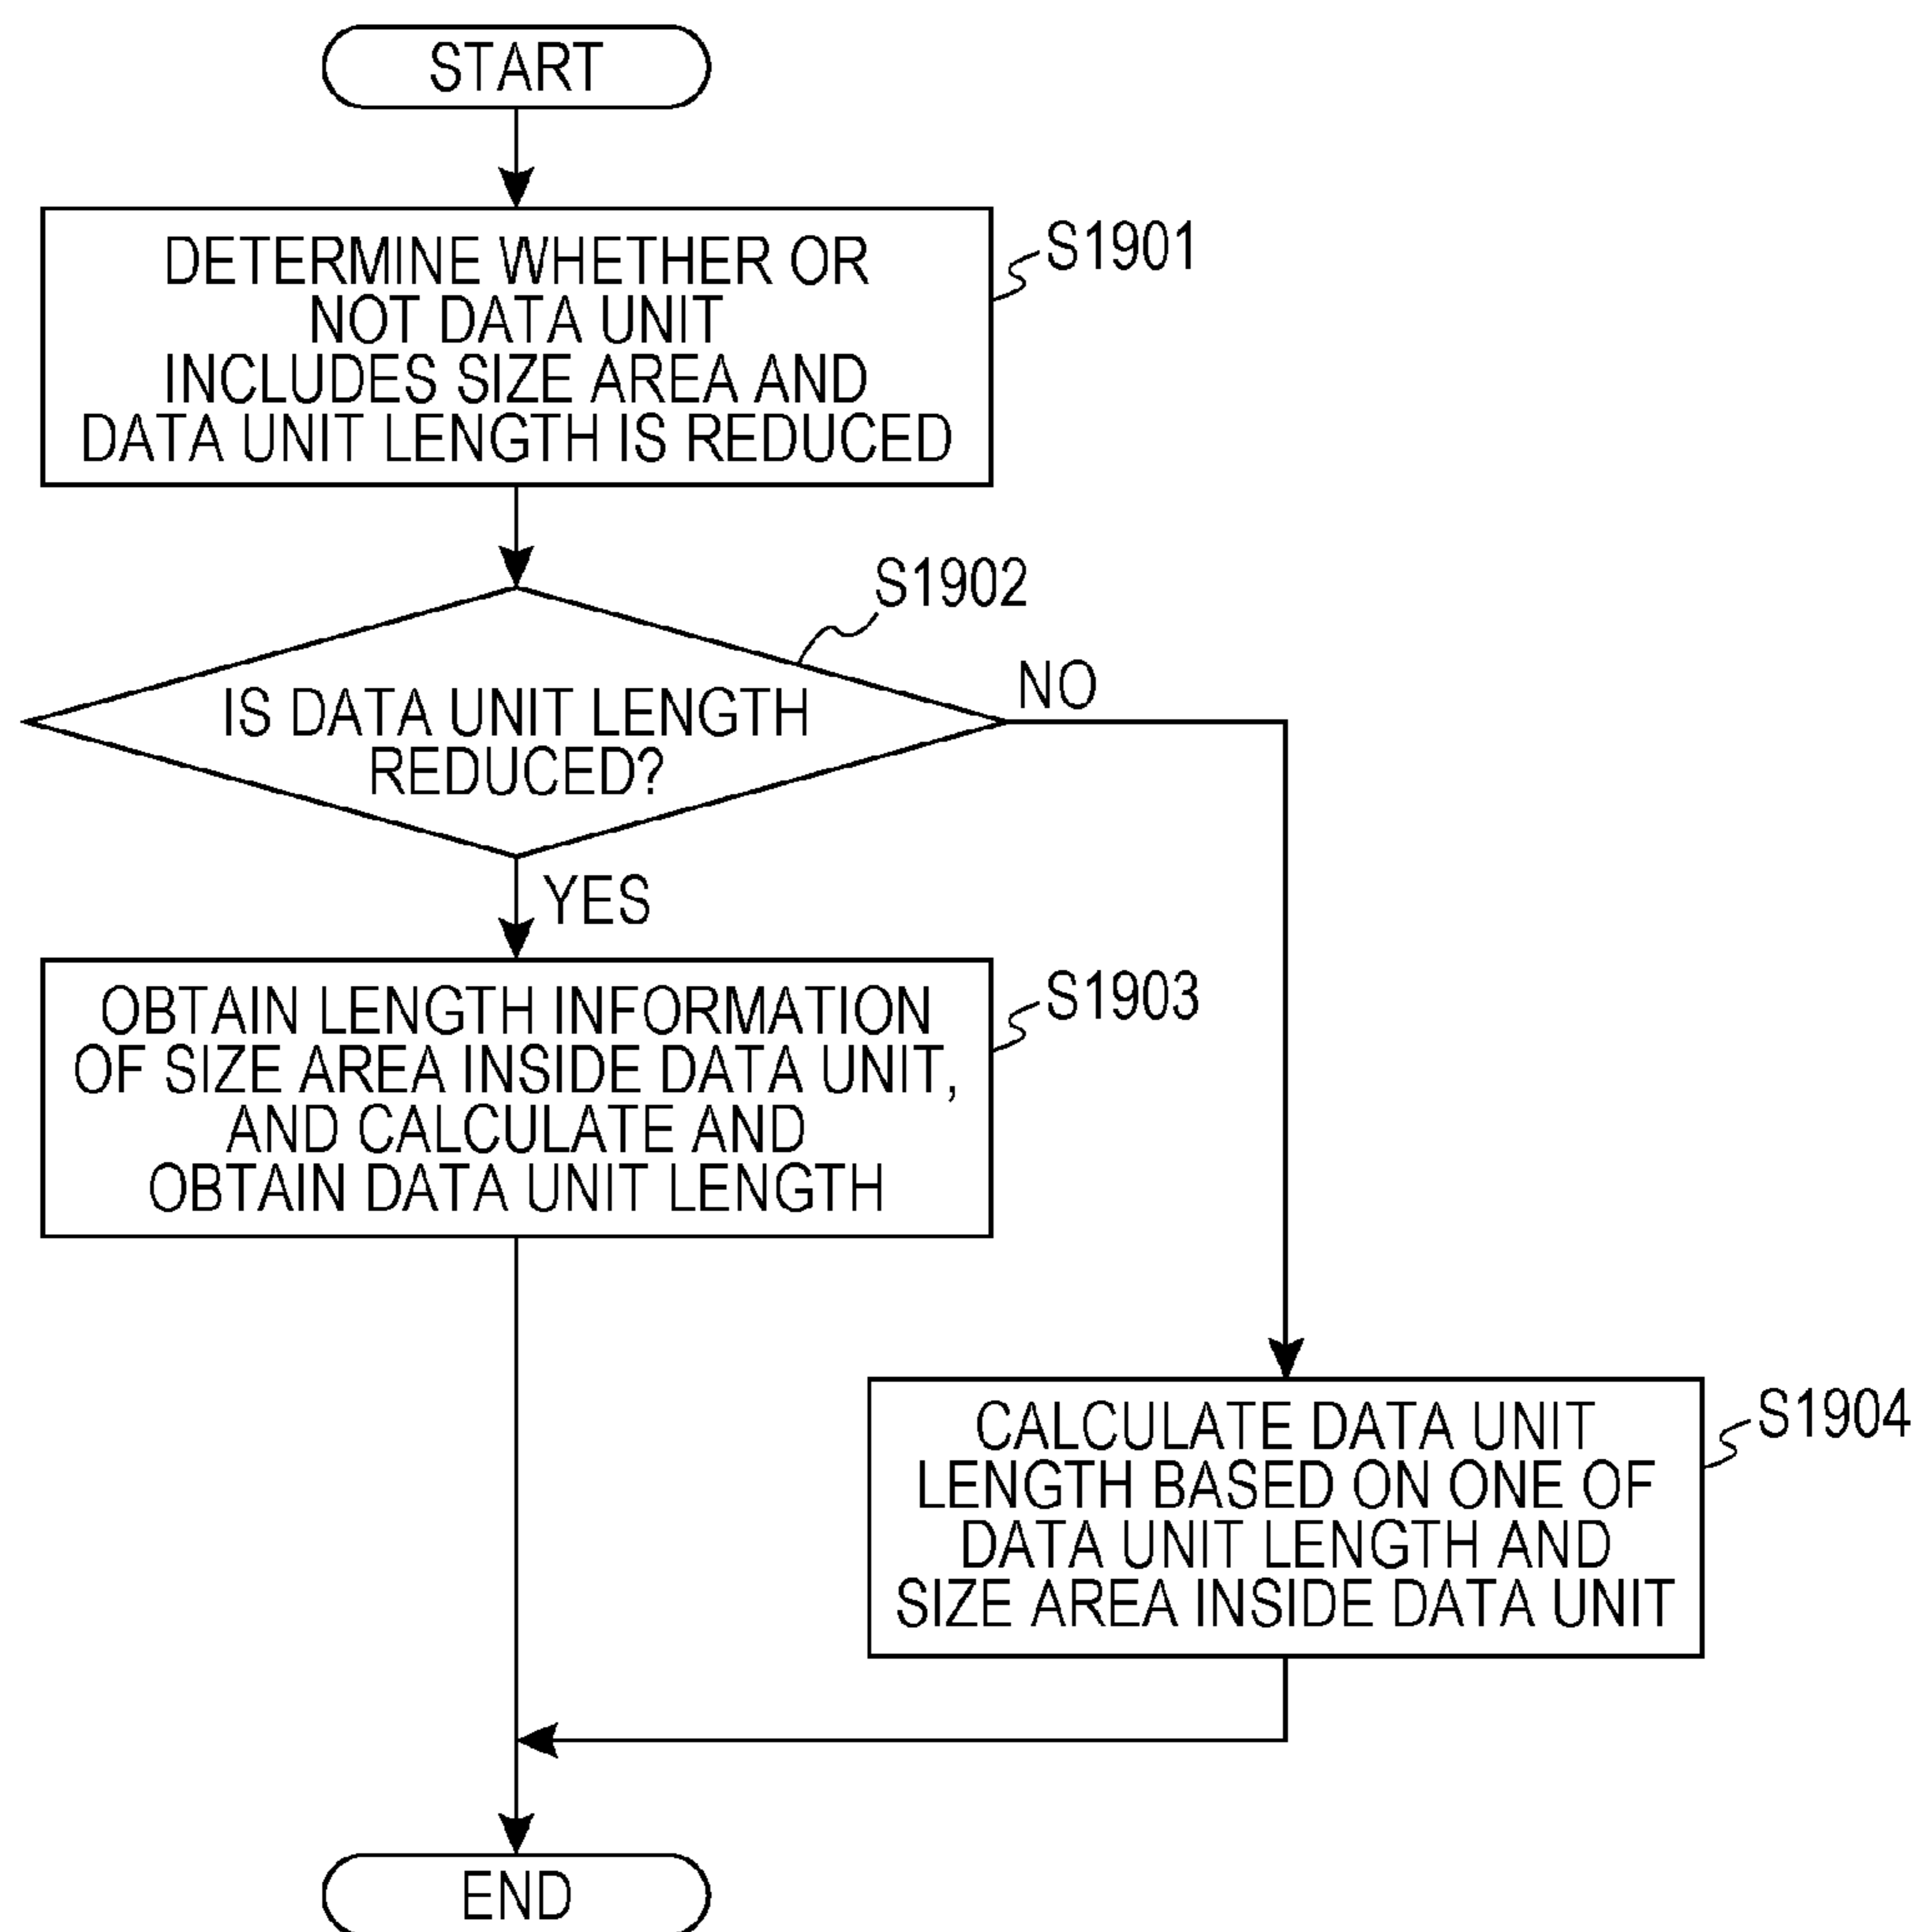 START
DETERMINE WHETHER OR
NOT DATA UNIT
INCLUDES SIZE AREA AND
DATA UNIT LENGTH IS REDUCED
S1901
S1902
IS DATA UNIT LENGTH
REDUCED?
NO
YES
OBTAIN LENGTH INFORMATION
OF SIZE AREA INSIDE DATA UNIT,
AND CALCULATE AND
OBTAIN DATA UNIT LENGTH
S1903
CALCULATE DATA UNIT
LENGTH BASED ON ONE OF
DATA UNIT LENGTH AND
SIZE AREA INSIDE DATA UNIT
S1904
END